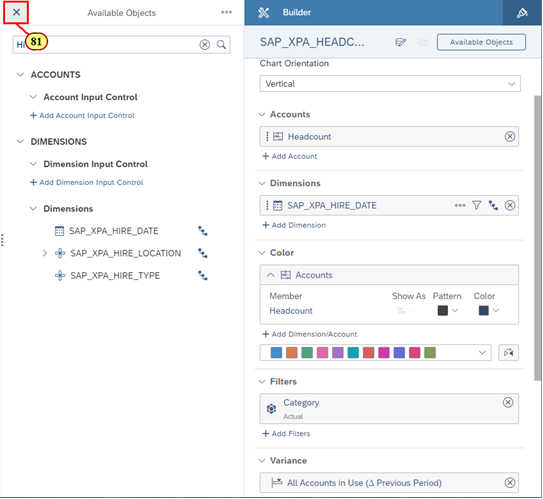 Available Objects
81
Hi
ACCOUNTS
Account Input Control
+ Add Account Input Control
DIMENSIONS
Dimension Input Control
+ Add Dimension Input Control
Dimensions
SAP_XPA_HIRE_DATE
SAP_XPA_HIRE_LOCATION
SAP_XPA_HIRE_TYPE
Builder
SAP_XPA_HEADC...
Available Objects
Chart Orientation
Vertical
Accounts
Headcount
+ Add Account
Dimensions
SAP_XPA_HIRE_DATE
+ Add Dimension
Color
Accounts
Member Show As Pattern Color
Headcount
+ Add Dimension/Account
Filters
Category
Actual
+ Add Filters
Variance
All Accounts in Use (Δ Previous Period)